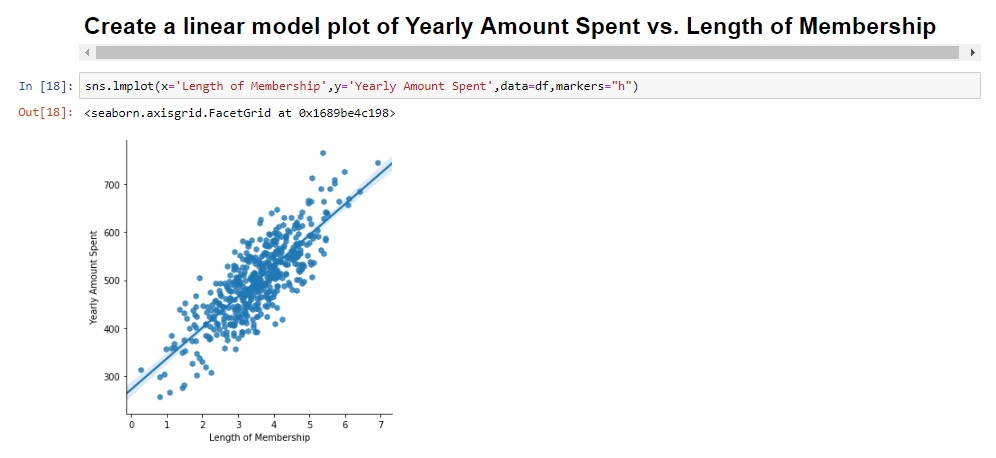 Create a linear model plot of Yearly Amount Spent vs. Length of Membership
In [18]: sns.lmplot(x='Length of Membership',y='Yearly Amount Spent',data=df,markers="h")
Out[18]: <seaborn.axisgrid.FacetGrid at 0x1689be4c198>
700
600
500
400
300
Yearly Amount Spent
0 1 2 3 4 5 6 7
Length of Membership